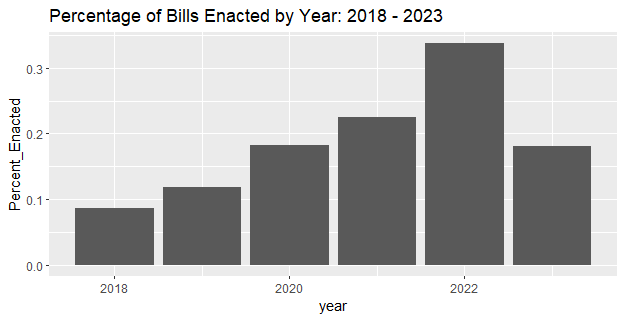 Percentage of Bills Enacted by Year: 2018 - 2023
0.3
0.2
0.1
0.0
Percent_Enacted
2018 2020 2022
year